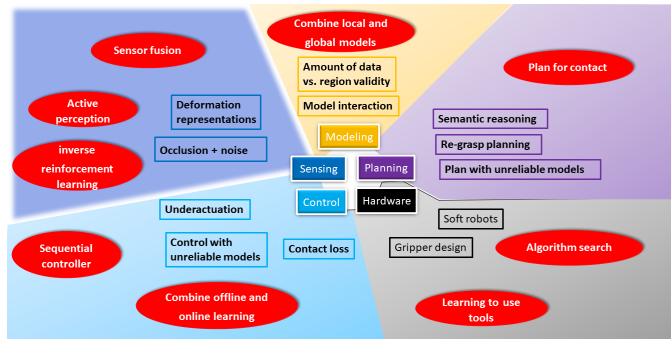 Combine local and
global models
Sensor fusion
Plan for contact
Amount of data
vs. region validity
Model interaction
Active
perception
Deformation
representations
Semantic reasoning
Modeling
Re-grasp planning
inverse
reinforcement
learning
Occlusion + noise
Sensing
Planning
Plan with unreliable models
Control
Hardware
Underactuation
Soft robots
Sequential
controller
Control with
unreliable models
Contact loss
Gripper design
Algorithm search
Combine offline and
online learning
Learning to use
tools